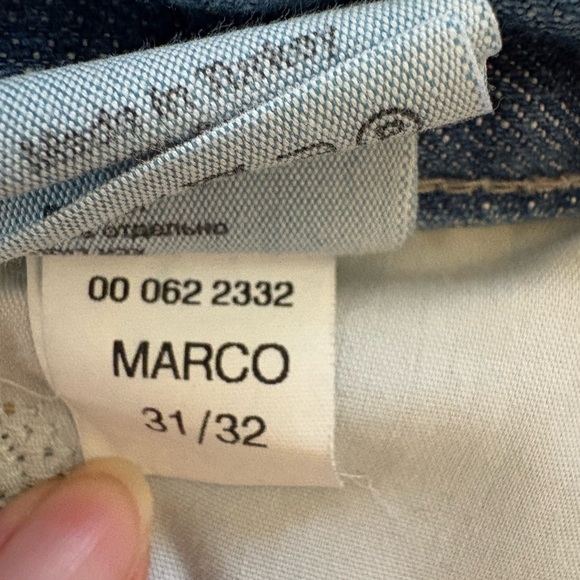 Made in Turkey
®
отдельно
00 062 2332
MARCO
31/32